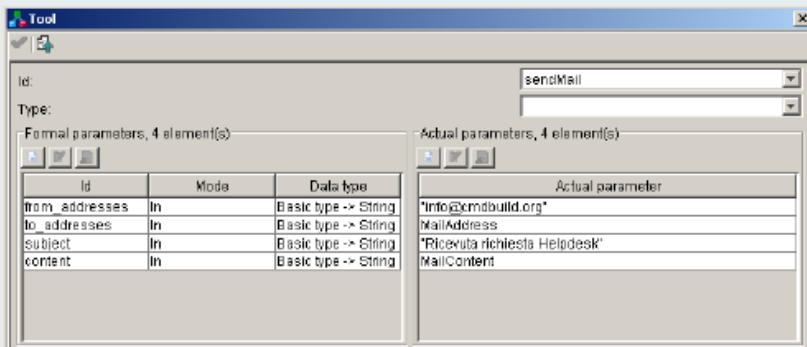 Tool
Id: sendMail
Type:
Formal parameters, 4 element(s) Actual parameters, 4 element(s)
Id Mode Data type Actual parameter
from_addresses In Basic type -> String "info@cmdbuild.org"
to_addresses In Basic type -> String MailAddress
subject In Basic type -> String "Ricevuta richiesta Helpdesk"
content In Basic type -> String MailContent